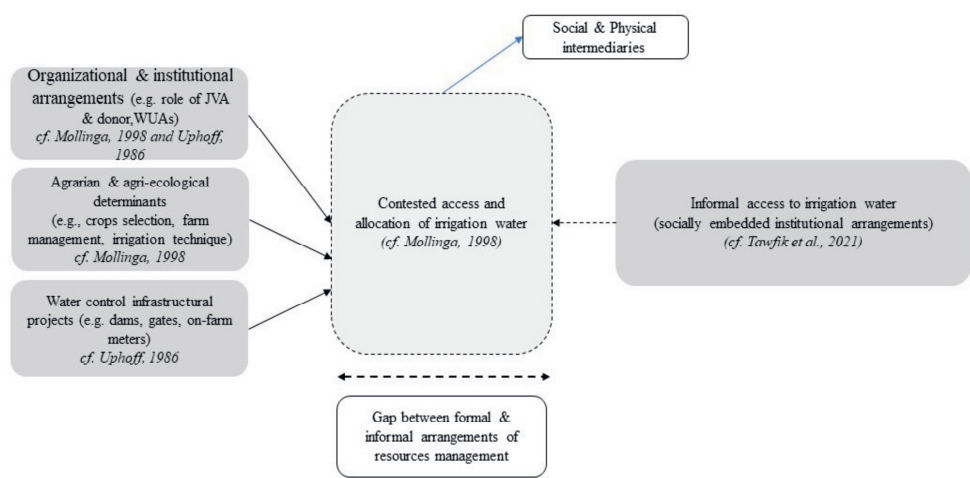 Social & Physical
intermediaries
Organizational & institutional
arrangements (e.g. role of JVA
& donor,WUAs)
cf. Mollinga, 1998 and Uphoff,
1986
Agrarian & agri-ecological
determinants
(e.g., crops selection, farm
management, irrigation technique)
cf. Mollinga, 1998
Water control infrastructural
projects (e.g. dams, gates, on-farm
meters)
cf. Uphoff, 1986
Contested access and
allocation of irrigation water
(cf. Mollinga, 1998)
Informal access to irrigation water
(socially embedded institutional arrangements)
(cf. Tawfik et al., 2021)
Gap between formal &
informal arrangements of
resources management